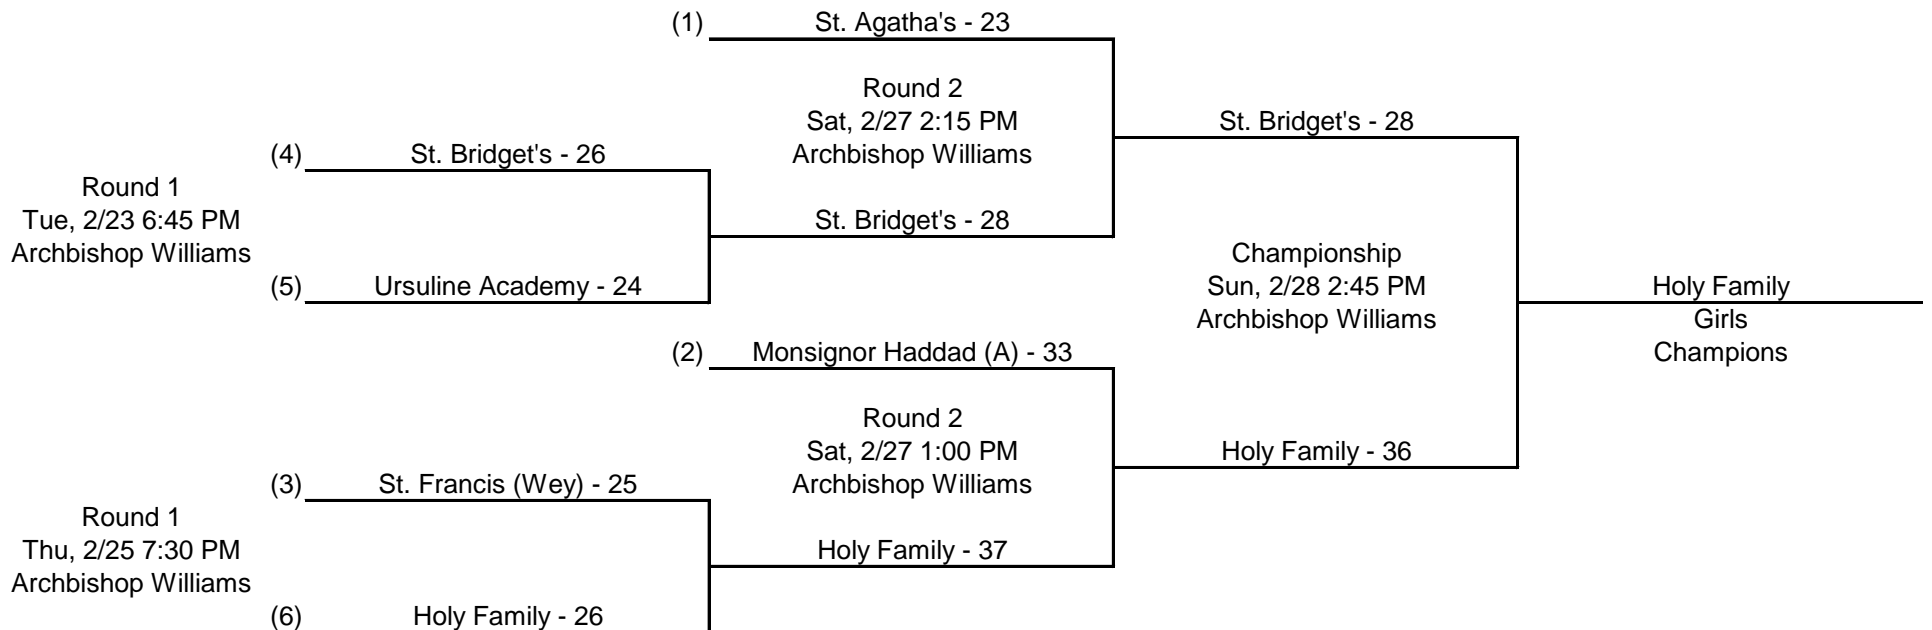 (1) St. Agatha's - 23
Round 2
Sat, 2/27 2:15 PM
Archbishop Williams
St. Bridget's - 28
(4) St. Bridget's - 26
Round 1
Tue, 2/23 6:45 PM
Archbishop Williams
St. Bridget's - 28
(5) Ursuline Academy - 24
Championship
Sun, 2/28 2:45 PM
Archbishop Williams
Holy Family
Girls
Champions
(2) Monsignor Haddad (A) - 33
Round 2
Sat, 2/27 1:00 PM
Archbishop Williams
Holy Family - 36
(3) St. Francis (Wey) - 25
Round 1
Thu, 2/25 7:30 PM
Archbishop Williams
Holy Family - 37
(6) Holy Family - 26